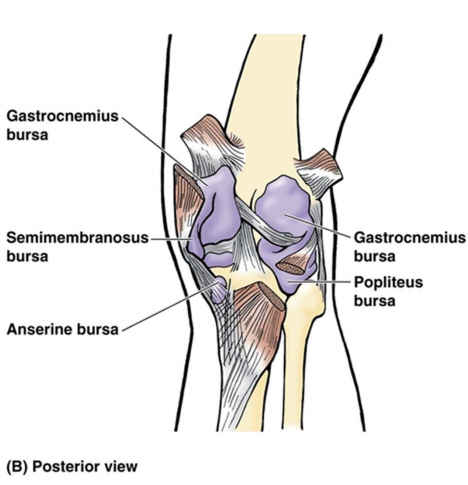 Gastrocnemius
bursa
Semimembranosus
bursa
Anserine bursa
Gastrocnemius
bursa
Popliteus
bursa
(B) Posterior view